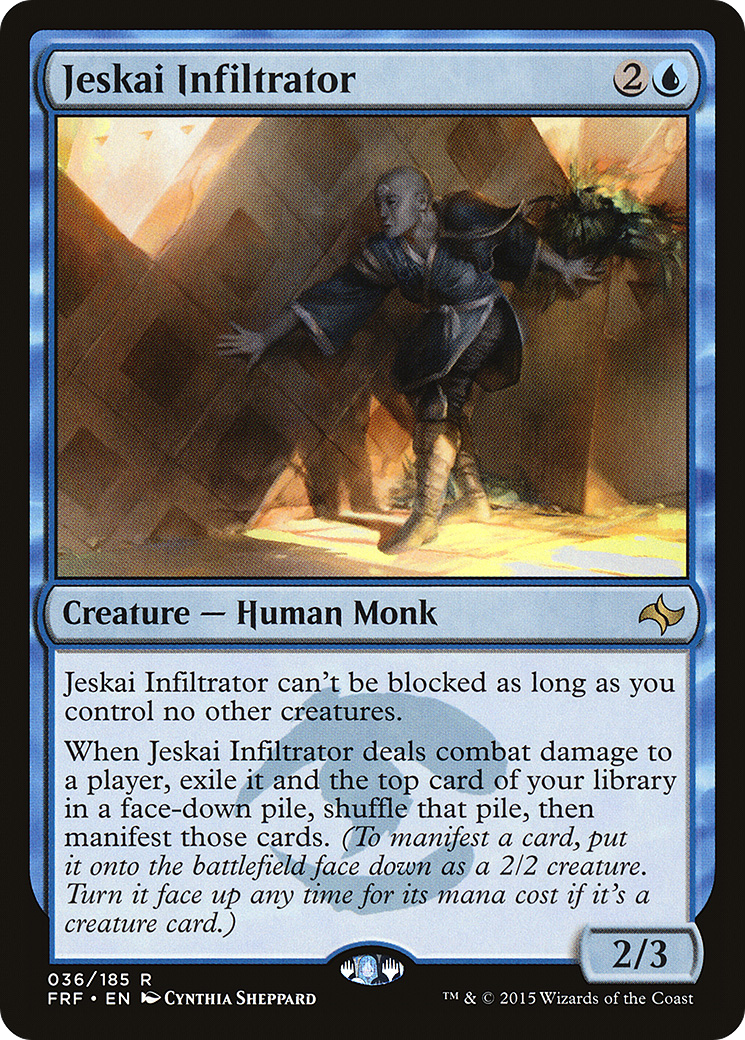 Jeskai Infiltrator
2
Creature — Human Monk
Jeskai Infiltrator can't be blocked as long as you
control no other creatures.
When Jeskai Infiltrator deals combat damage to
a player, exile it and the top card of your library
in a face-down pile, shuffle that pile, then
manifest those cards. (To manifest a card, put
it onto the battlefield face down as a 2/2 creature.
Turn it face up any time for its mana cost if it's a
creature card.)
2/3
036/185 R
FRF • EN Cynthia Sheppard
™ & © 2015 Wizards of the Coast